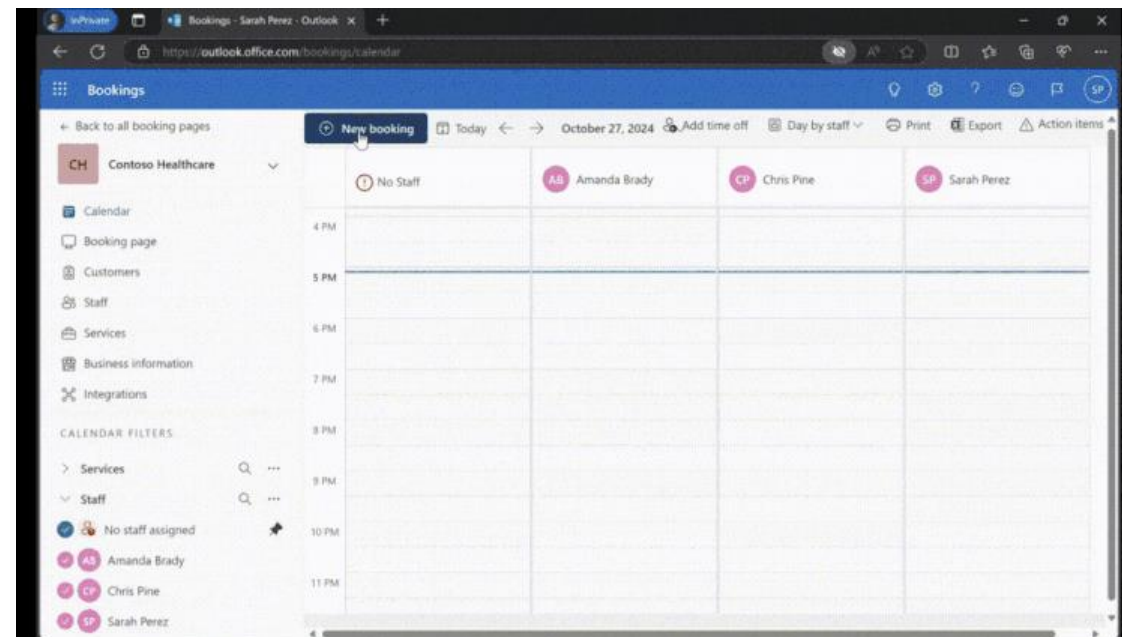 InPrivate
Bookings - Sarah Perez - Outlook
https://outlook.office.com/bookings/calendar
Bookings
SP
← Back to all booking pages
New booking
Today
October 27, 2024
Add time off
Day by staff
Print
Export
Action items
CH
Contoso Healthcare
No Staff
AB Amanda Brady
CP Chris Pine
SP Sarah Perez
Calendar
Booking page
Customers
Staff
Services
Business information
Integrations
CALENDAR FILTERS
Services
Staff
No staff assigned
AB Amanda Brady
CP Chris Pine
SP Sarah Perez
4 PM
5 PM
6 PM
7 PM
8 PM
9 PM
10 PM
11 PM